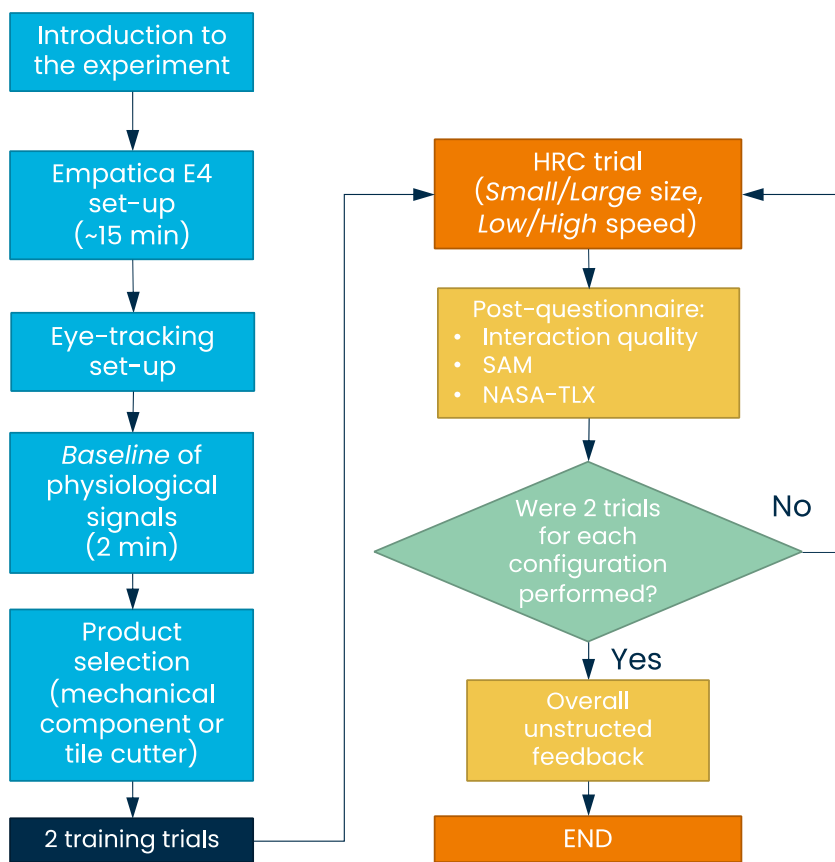 Introduction to
the experiment
Empatica E4
set-up
(~15 min)
Eye-tracking
set-up
Baseline of
physiological
signals
(2 min)
Product
selection
(mechanical
component or
tile cutter)
2 training trials
HRC trial
(Small/Large size,
Low/High speed)
Post-questionnaire:
• Interaction quality
• SAM
• NASA-TLX
Were 2 trials
for each
configuration
performed?
No
Yes
Overall
unstructed
feedback
END